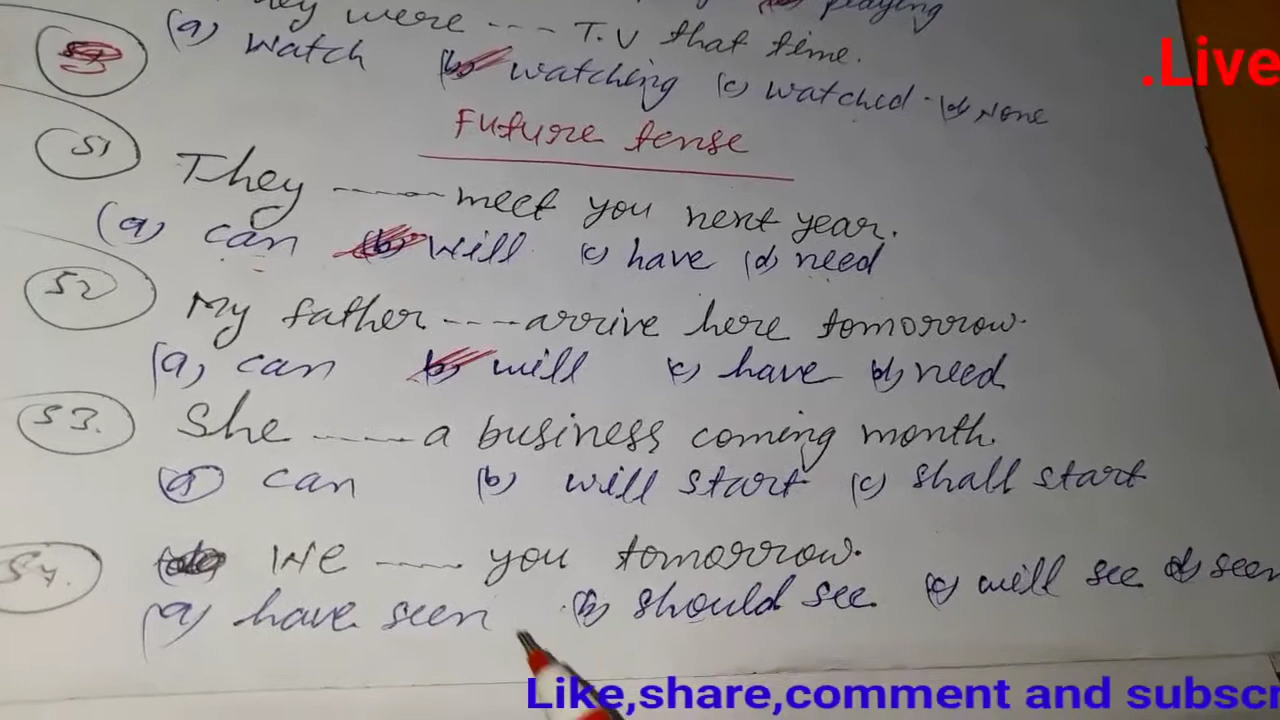 playing
They were ---- T.V that time.
(a) watch (b) watching (c) watched (d) None
.Live
Future tense
51 They ------ meet you next year.
(a) can (b) will (c) have (d) need
52 My father ---- arrive here tomorrow.
(a) can (b) will (c) have (d) need
53. She ------ a business coming month.
(a) can (b) will start (c) shall start
54. We ----- you tomorrow.
(a) have seen (b) should see (c) will see (d) seen
Like,share,comment and subscr